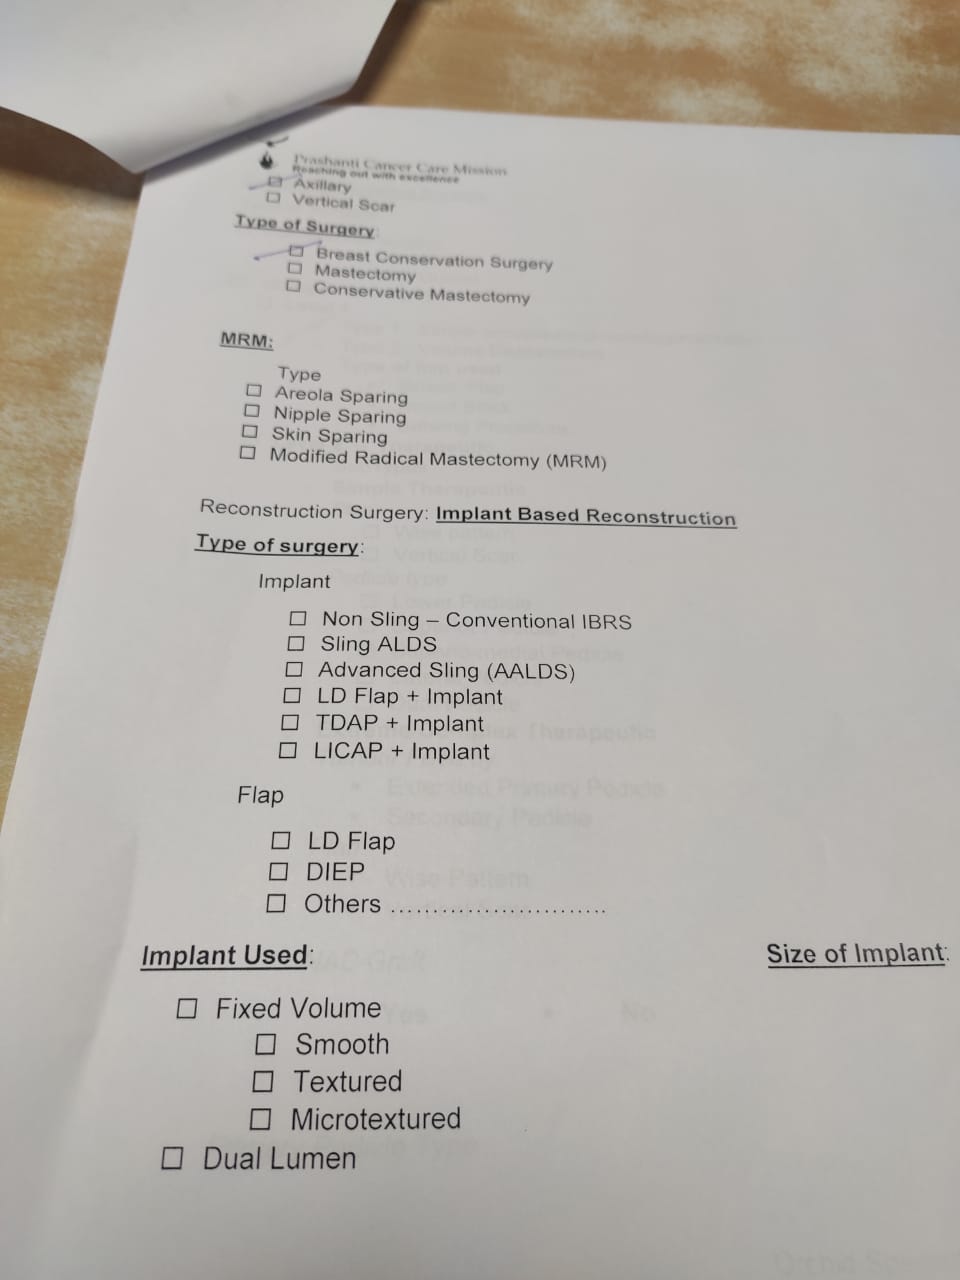 Prashanti Cancer Care Mission
Reaching out with excellence
☑ Axillary
☐ Vertical Scar
Type of Surgery:
☑ Breast Conservation Surgery
☐ Mastectomy
☐ Conservative Mastectomy
MRM:
Type
☐ Areola Sparing
☐ Nipple Sparing
☐ Skin Sparing
☐ Modified Radical Mastectomy (MRM)
Reconstruction Surgery: Implant Based Reconstruction
Type of surgery:
Implant
☐ Non Sling – Conventional IBRS
☐ Sling ALDS
☐ Advanced Sling (AALDS)
☐ LD Flap + Implant
☐ TDAP + Implant
☐ LICAP + Implant
Flap
☐ LD Flap
☐ DIEP
☐ Others ..........................
Implant Used: Size of Implant:
☐ Fixed Volume
☐ Smooth
☐ Textured
☐ Microtextured
☐ Dual Lumen